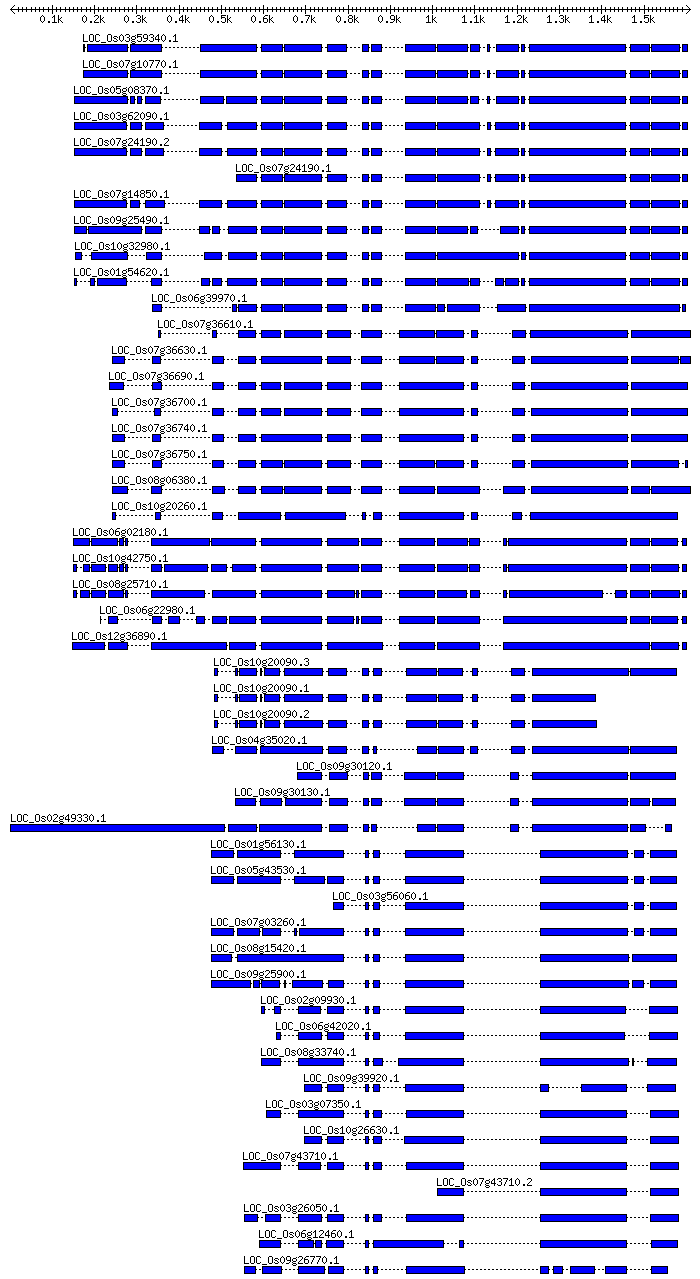 0.1k 0.2k 0.3k 0.4k 0.5k 0.6k 0.7k 0.8k 0.9k 1k 1.1k 1.2k 1.3k 1.4k 1.5k
LOC_Os03g59340.1
LOC_Os07g10770.1
LOC_Os05g08370.1
LOC_Os03g62090.1
LOC_Os07g24190.2
LOC_Os07g24190.1
LOC_Os07g14850.1
LOC_Os09g25490.1
LOC_Os10g32980.1
LOC_Os01g54620.1
LOC_Os06g39970.1
LOC_Os07g36610.1
LOC_Os07g36630.1
LOC_Os07g36690.1
LOC_Os07g36700.1
LOC_Os07g36740.1
LOC_Os07g36750.1
LOC_Os08g06380.1
LOC_Os10g20260.1
LOC_Os06g02180.1
LOC_Os10g42750.1
LOC_Os08g25710.1
LOC_Os06g22980.1
LOC_Os12g36890.1
LOC_Os10g20090.3
LOC_Os10g20090.1
LOC_Os10g20090.2
LOC_Os04g35020.1
LOC_Os09g30120.1
LOC_Os09g30130.1
LOC_Os02g49330.1
LOC_Os01g56130.1
LOC_Os05g43530.1
LOC_Os03g56060.1
LOC_Os07g03260.1
LOC_Os08g15420.1
LOC_Os09g25900.1
LOC_Os02g09930.1
LOC_Os06g42020.1
LOC_Os08g33740.1
LOC_Os09g39920.1
LOC_Os03g07350.1
LOC_Os10g26630.1
LOC_Os07g43710.1
LOC_Os07g43710.2
LOC_Os03g26050.1
LOC_Os06g12460.1
LOC_Os09g26770.1